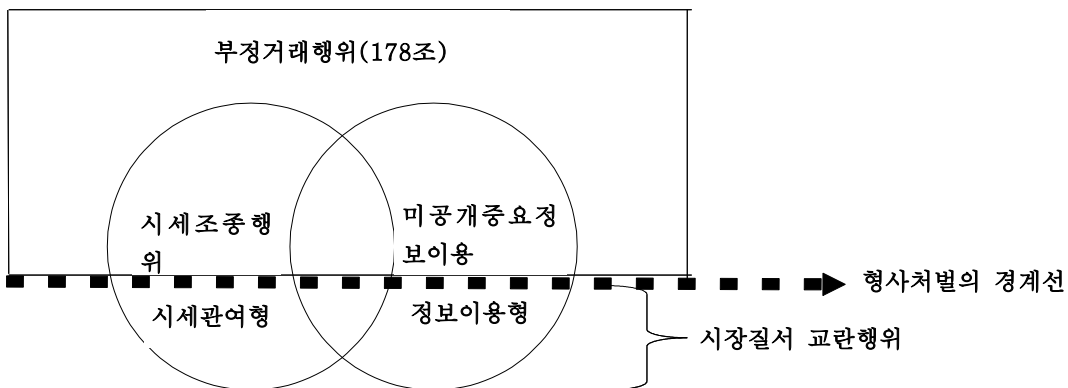 부정거래행위(178조)
시세조종행
위
미공개중요정
보이용
형사처벌의 경계선
시세관여형
정보이용형
시장질서 교란행위